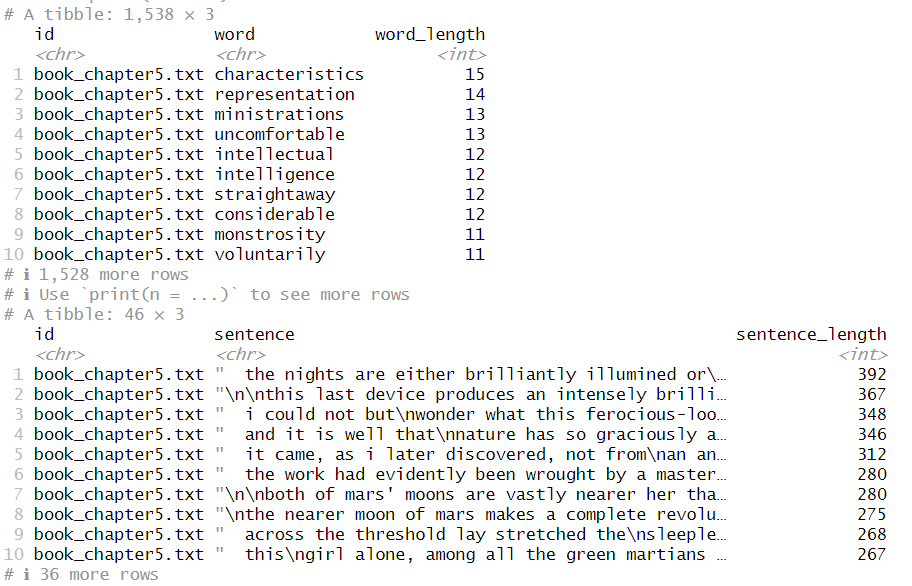 # A tibble: 1,538 × 3
id word word_length
<chr> <chr> <int>
1 book_chapter5.txt characteristics 15
2 book_chapter5.txt representation 14
3 book_chapter5.txt ministrations 13
4 book_chapter5.txt uncomfortable 13
5 book_chapter5.txt intellectual 12
6 book_chapter5.txt intelligence 12
7 book_chapter5.txt straightaway 12
8 book_chapter5.txt considerable 12
9 book_chapter5.txt monstrosity 11
10 book_chapter5.txt voluntarily 11
# ℹ 1,528 more rows
# ℹ Use `print(n = ...)` to see more rows
# A tibble: 46 × 3
id sentence sentence_length
<chr> <chr> <int>
1 book_chapter5.txt "  the nights are either brilliantly illumined or\… 392
2 book_chapter5.txt "\n\nthis last device produces an intensely brilli… 367
3 book_chapter5.txt "  i could not but\nwonder what this ferocious-loo… 348
4 book_chapter5.txt "  and it is well that\nnature has so graciously a… 346
5 book_chapter5.txt "  it came, as i later discovered, not from\nan an… 312
6 book_chapter5.txt "  the work had evidently been wrought by a master… 280
7 book_chapter5.txt "\n\nboth of mars' moons are vastly nearer her tha… 280
8 book_chapter5.txt "\nthe nearer moon of mars makes a complete revolu… 275
9 book_chapter5.txt "  across the threshold lay stretched the\nsleeple… 268
10 book_chapter5.txt "  this\ngirl alone, among all the green martians … 267
# ℹ 36 more rows